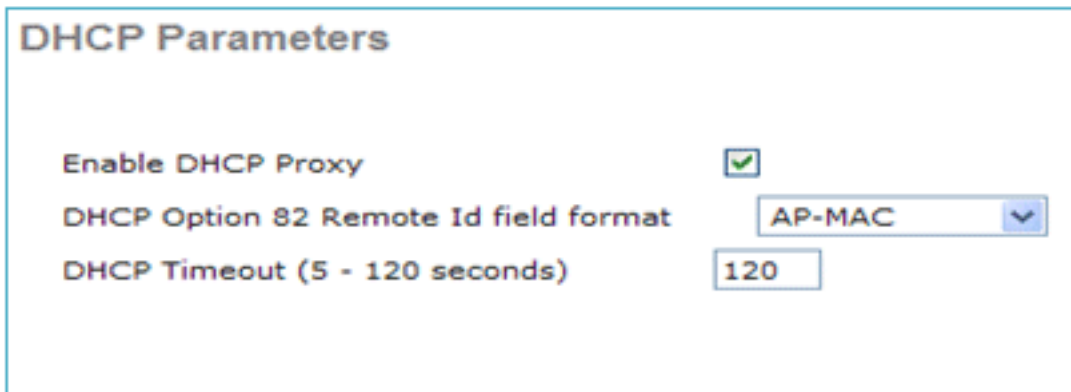 DHCP Parameters
Enable DHCP Proxy
DHCP Option 82 Remote Id field format AP-MAC
DHCP Timeout (5 - 120 seconds) 120